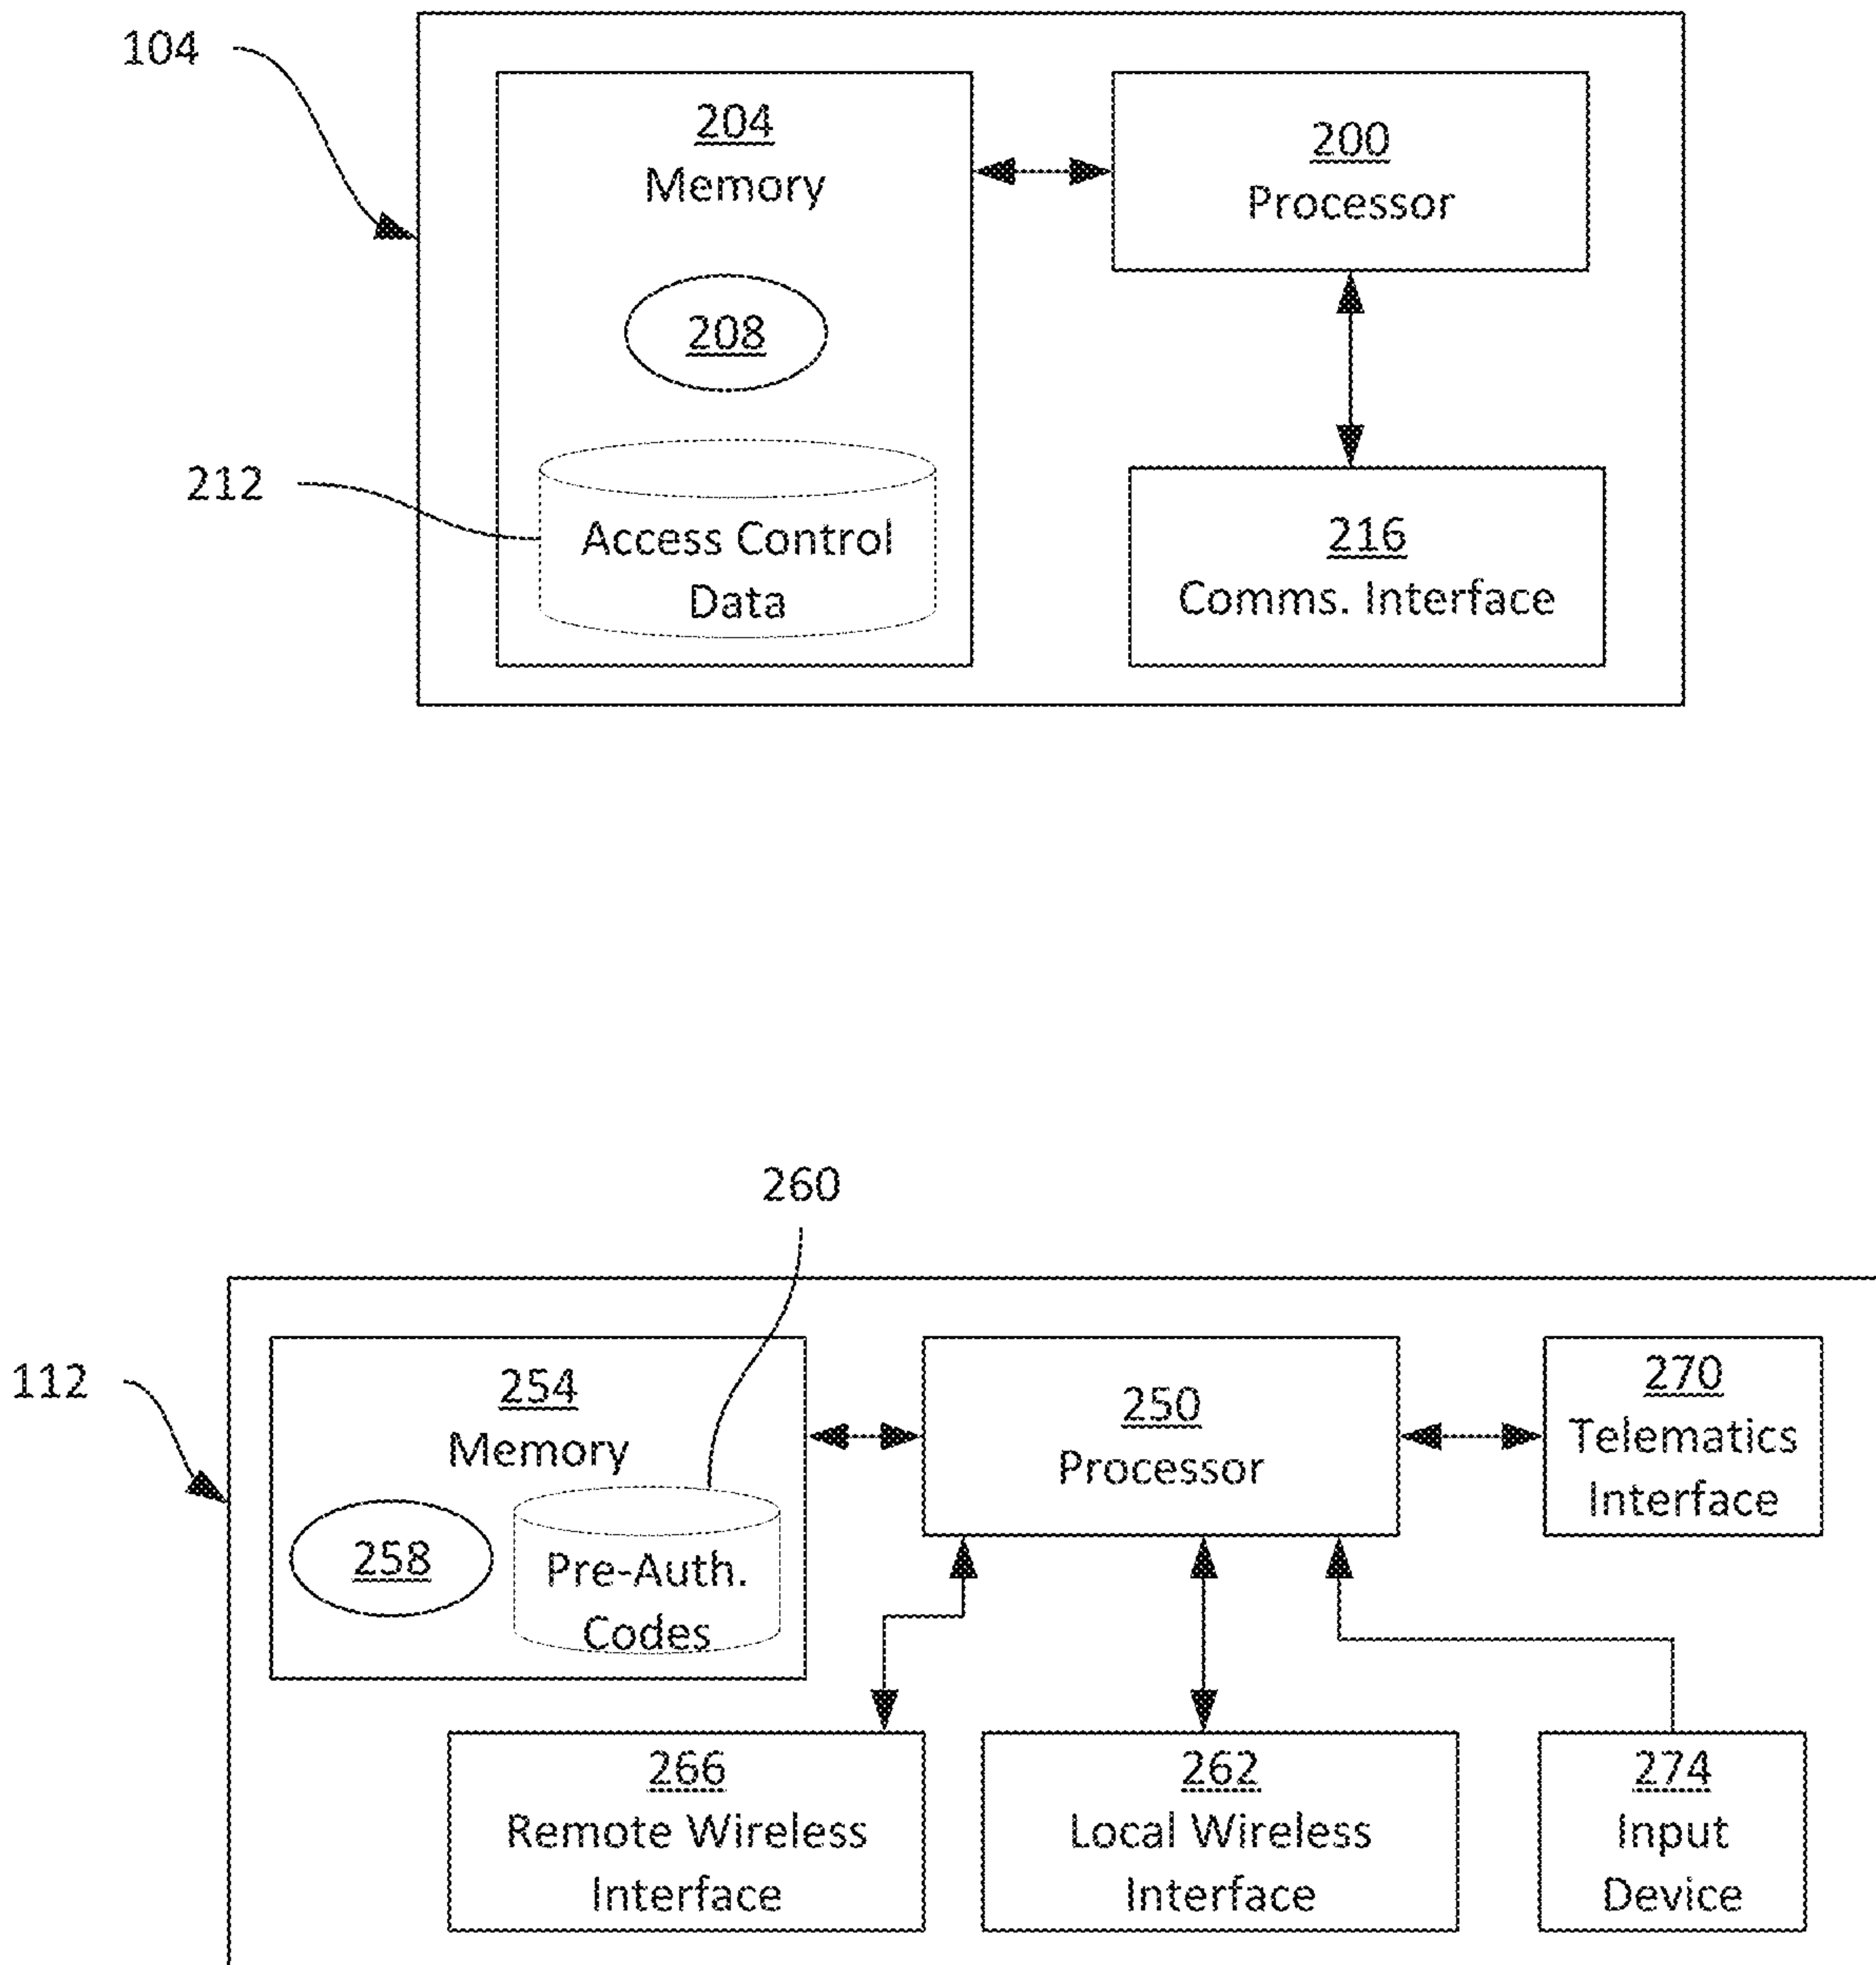 104
204
Memory
200
Processor
208
212
Access Control
Data
216
Comms. Interface
260
112
254
Memory
250
Processor
270
Telematics
Interface
258
Pre-Auth.
Codes
266
Remote Wireless
Interface
262
Local Wireless
Interface
274
Input
Device